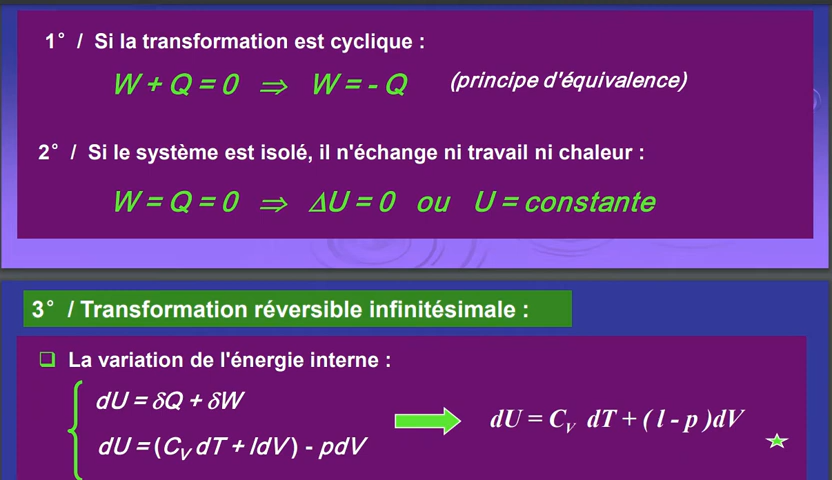 1° / Si la transformation est cyclique :
W + Q = 0 ⇒ W = - Q (principe d'équivalence)
2° / Si le système est isolé, il n'échange ni travail ni chaleur :
W = Q = 0 ⇒ ΔU = 0 ou U = constante
3° / Transformation réversible infinitésimale :
La variation de l'énergie interne :
dU = δQ + δW
dU = (C_V dT + ldV) - pdV
dU = C_V dT + ( l - p )dV